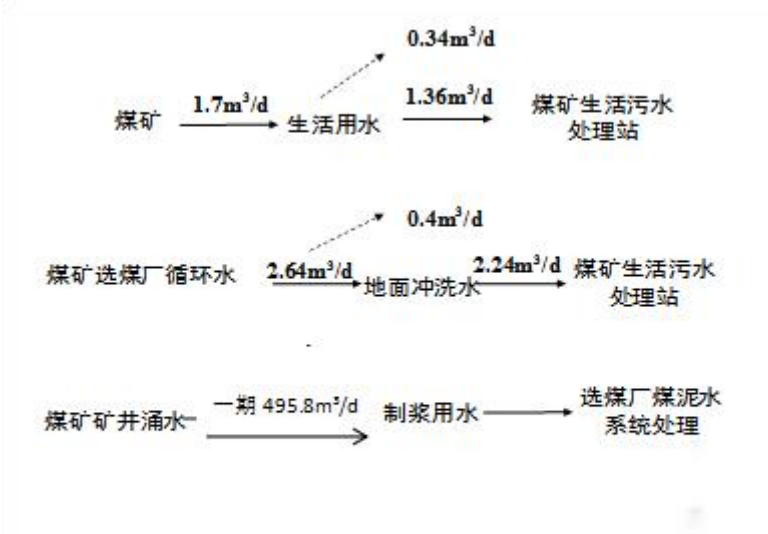 0.34m³/d
煤矿 1.7m³/d 生活用水 1.36m³/d 煤矿生活污水
处理站
0.4m³/d
煤矿选煤厂循环水 2.64m³/d 地面冲洗水 2.24m³/d 煤矿生活污水
处理站
煤矿矿井涌水 一期 495.8m³/d 制浆用水 选煤厂煤泥水
系统处理